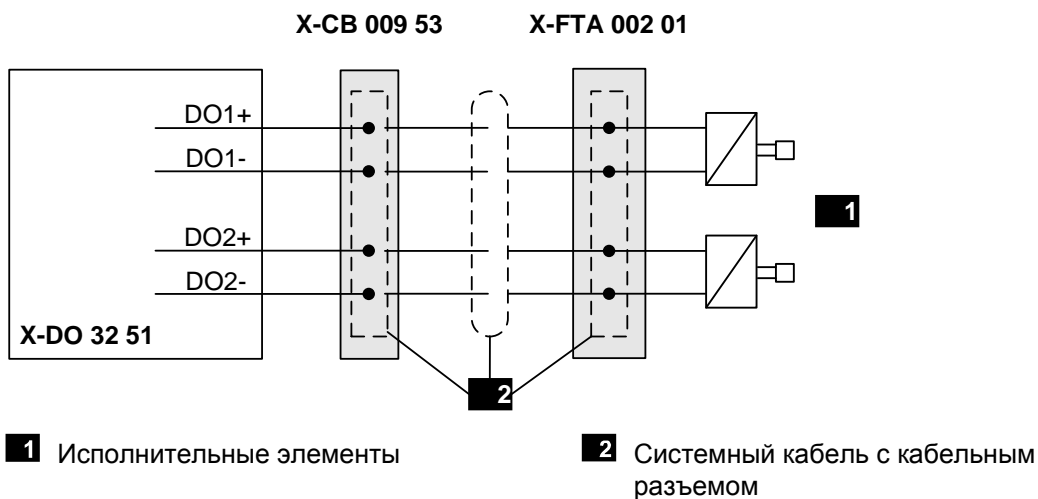 X-CB 009 53 X-FTA 002 01
DO1+
DO1-
1
DO2+
DO2-
X-DO 32 51
2
1 Исполнительные элементы
2 Системный кабель с кабельным
разъемом